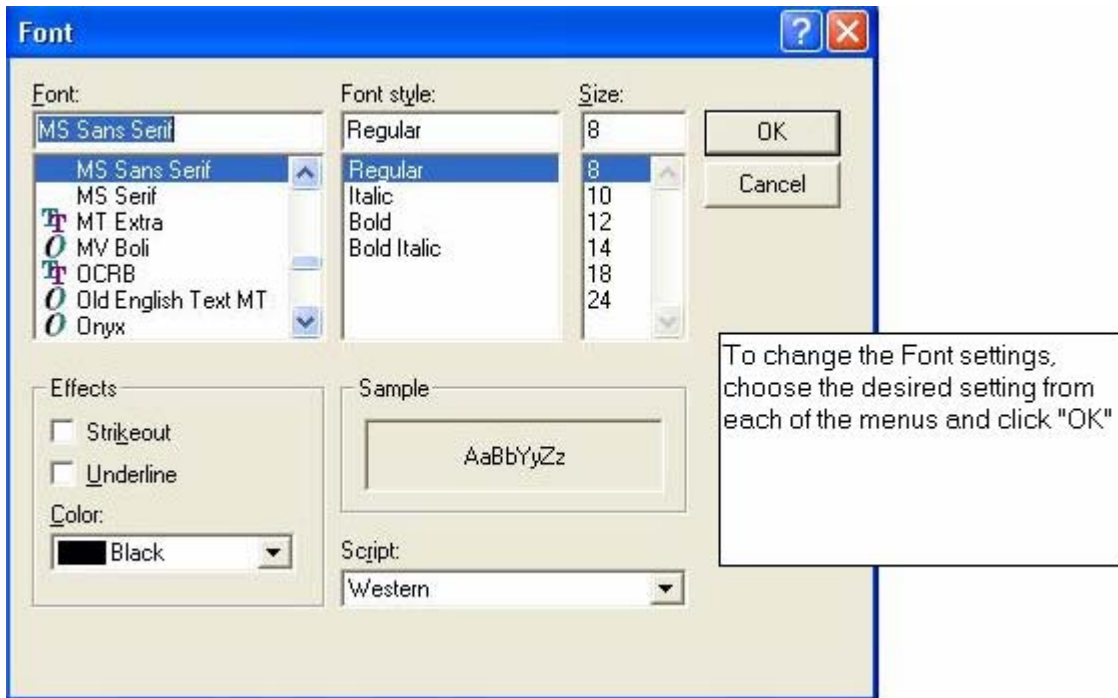 Font
Font:
MS Sans Serif
MS Sans Serif
MS Serif
MT Extra
MV Boli
OCRB
Old English Text MT
Onyx
Font style:
Regular
Regular
Italic
Bold
Bold Italic
Size:
8
8
10
12
14
18
24
OK
Cancel
To change the Font settings,
choose the desired setting from
each of the menus and click "OK"
Effects
Strikeout
Underline
Color:
Black
Sample
AaBbYyZz
Script:
Western